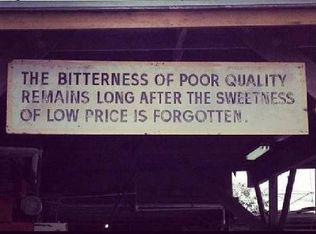 THE BITTERNESS OF POOR QUALITY
REMAINS LONG AFTER THE SWEETNESS
OF LOW PRICE IS FORGOTTEN.